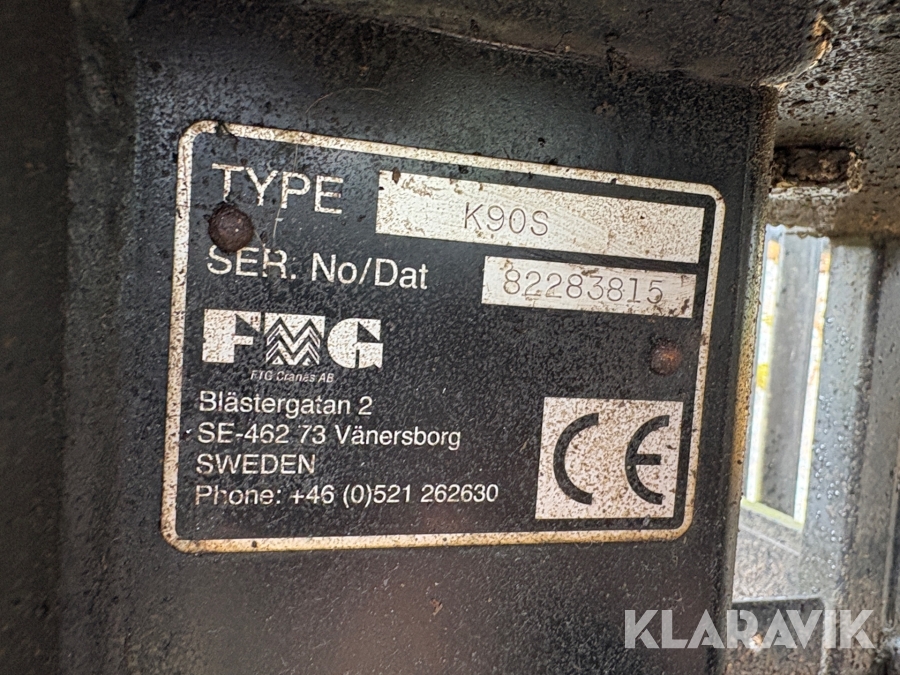 TYPE K90S
SER. No/Dat 82283815
FMG
FTG Cranes AB
Blästergatan 2
SE-462 73 Vänersborg
SWEDEN
Phone: +46 (0)521 262630
CE
KLARAVIK